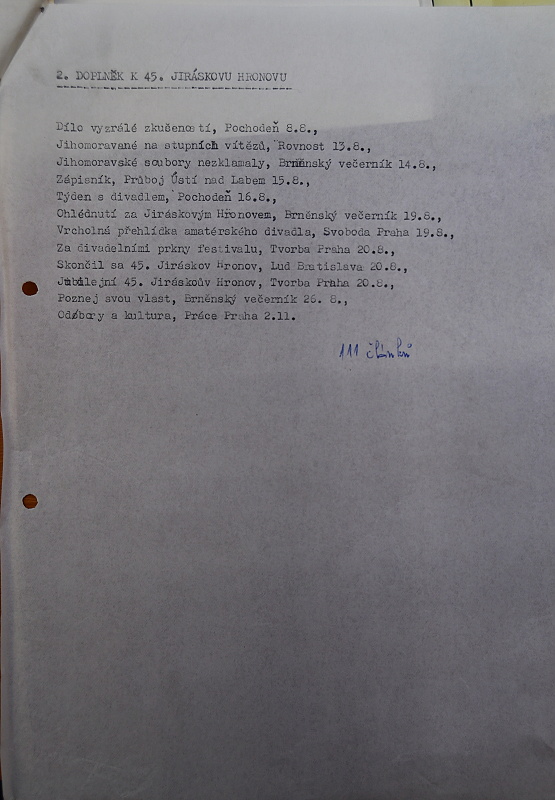 2. DOPLNĚK K 45. JIRÁSKOVU HRONOVU
Dílo vyzrálé zkušeností, Pochodeň 8.8.,
Jihomoravané na stupních vítězů, Rovnost 13.8.,
Jihomoravské soubory nezklamaly, Brněnský večerník 14.8.,
Zápisník, Průboj Ústí nad Labem 15.8.,
Týden s divadlem, Pochodeň 16.8.,
Ohlédnutí za Jiráskovým Hronovem, Brněnský večerník 19.8.,
Vrcholná přehlídka amatérského divadla, Svoboda Praha 19.8.,
Za divadelními prkny festivalu, Tvorba Praha 20.8.,
Skončil sa 45. Jiráskov Hronov, Lud Bratislava 20.8.,
Jubilejní 45. Jiráskův Hronov, Tvorba Praha 20.8.,
Poznej svou vlast, Brněnský večerník 26. 8.,
Odbory a kultura, Práce Praha 2.11.
111 článků